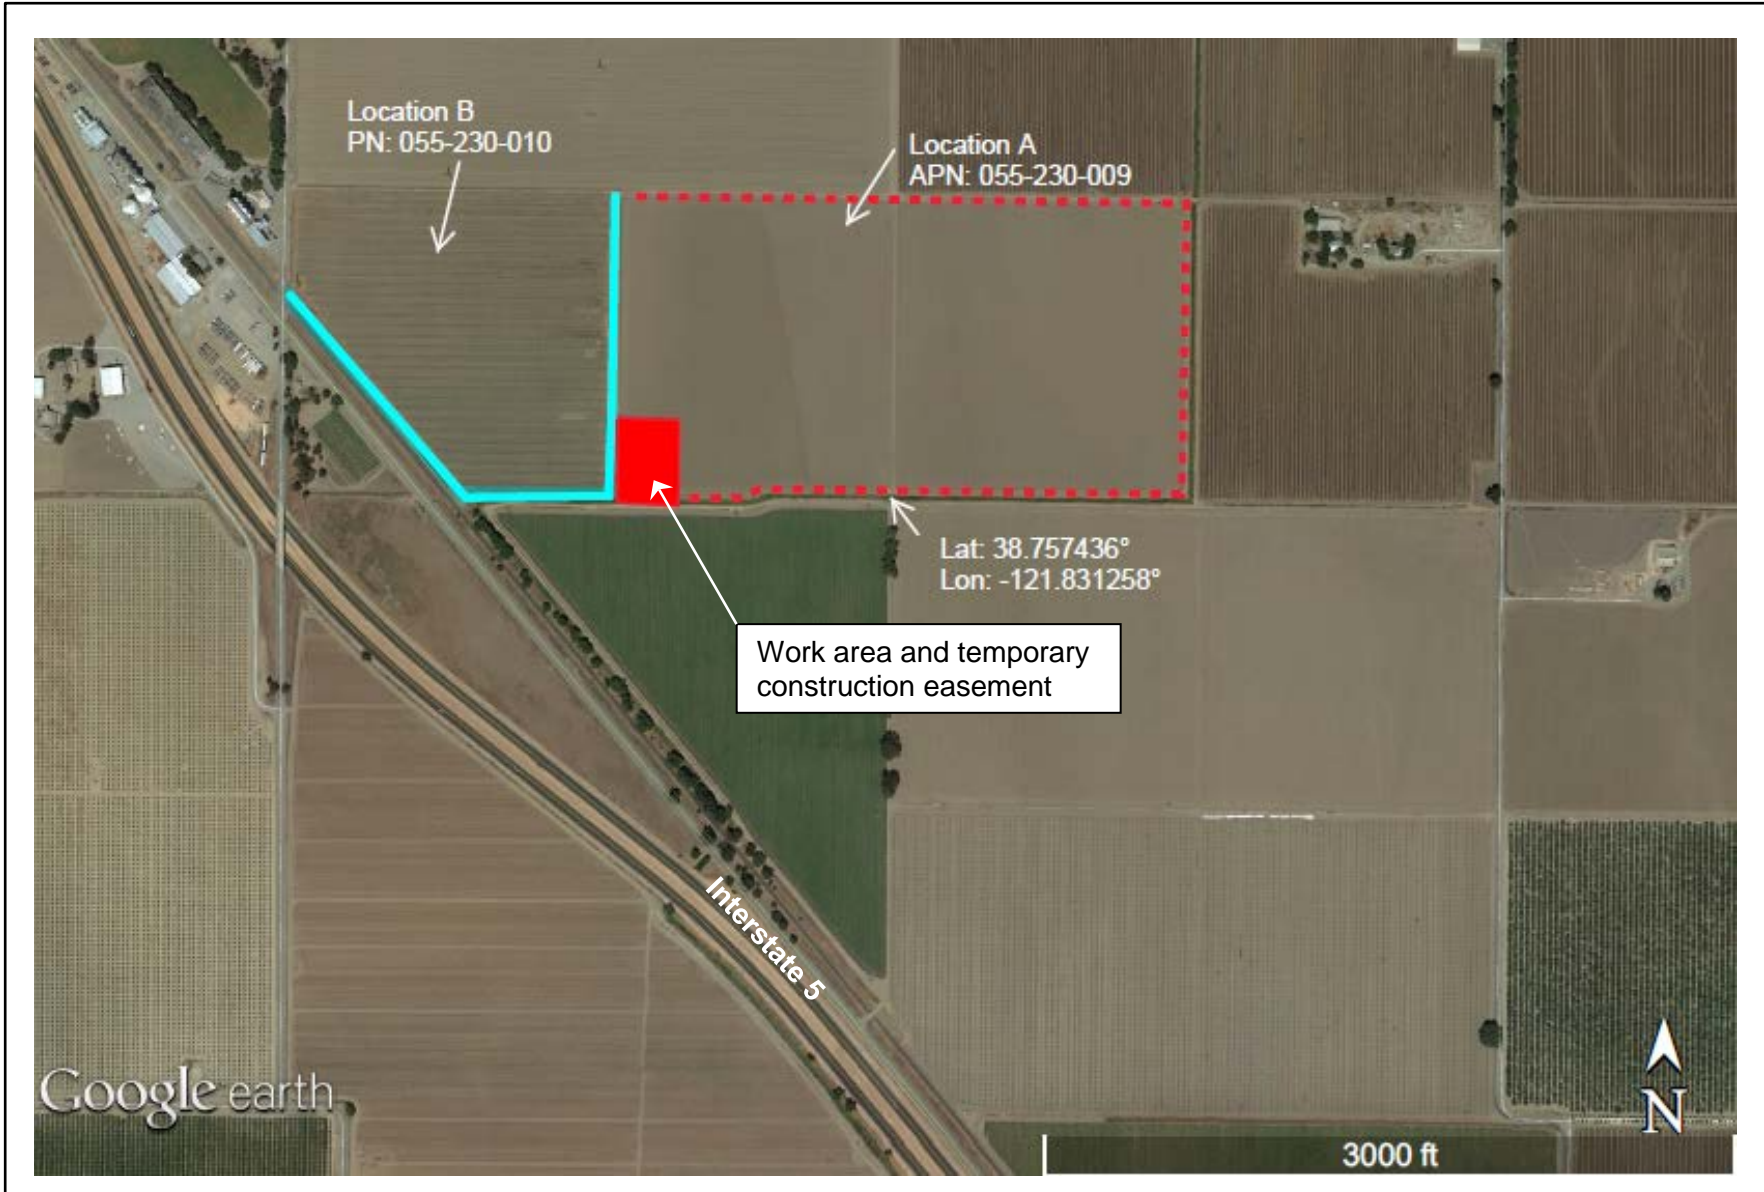 Location B
PN: 055-230-010
Location A
APN: 055-230-009
Lat: 38.757436°
Lon: -121.831258°
Work area and temporary
construction easement
Interstate 5
Google earth
N
3000 ft